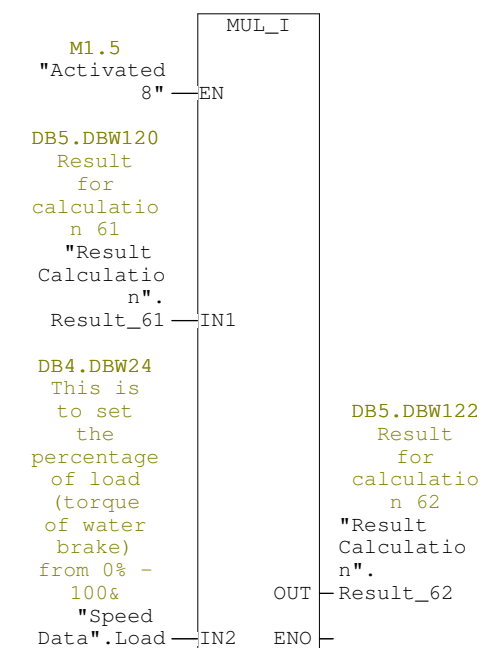 MUL_I
M1.5
"Activated
8"
EN
DB5.DBW120
Result
for
calculatio
n 61
"Result
Calculatio
n".
Result_61
IN1
DB4.DBW24
This is
to set
the
percentage
of load
(torque
of water
brake)
from 0% -
100&
"Speed
Data".Load
IN2
DB5.DBW122
Result
for
calculatio
n 62
"Result
Calculatio
n".
OUT
Result_62
ENO